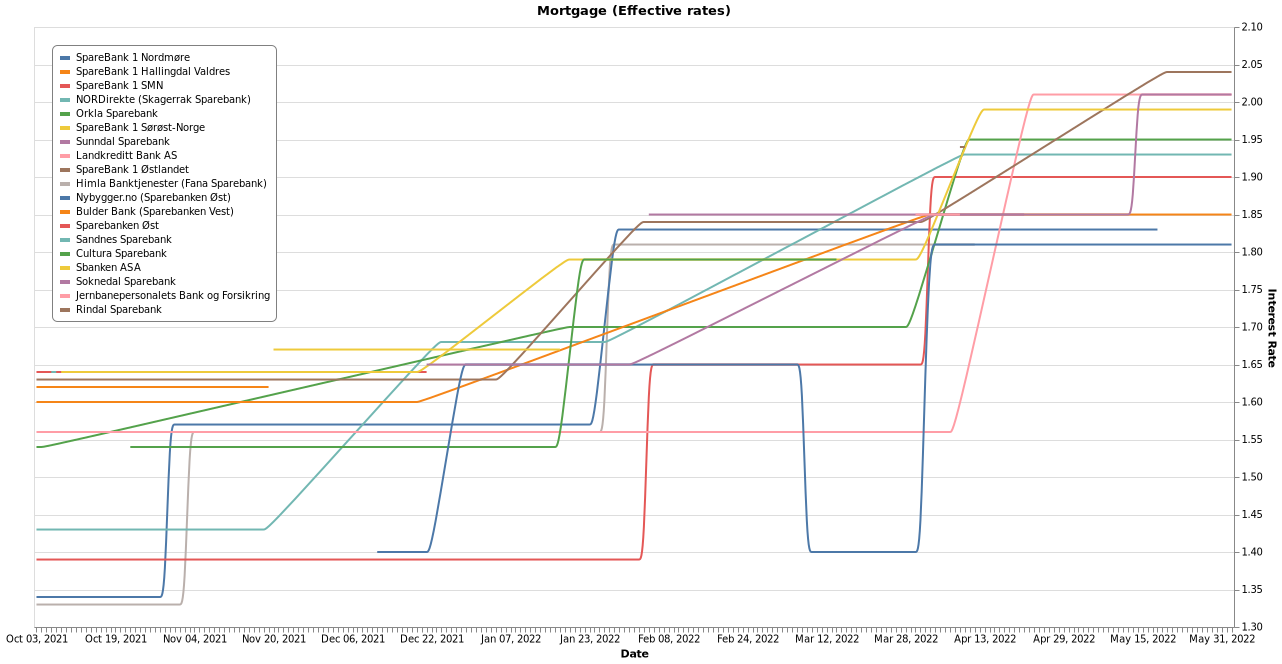 Mortgage (Effective rates)
SpareBank 1 Nordmøre
SpareBank 1 Hallingdal Valdres
SpareBank 1 SMN
NORDirekte (Skagerrak Sparebank)
Orkla Sparebank
SpareBank 1 Sørøst-Norge
Sunndal Sparebank
Landkreditt Bank AS
SpareBank 1 Østlandet
Himla Banktjenester (Fana Sparebank)
Nybygger.no (Sparebanken Øst)
Bulder Bank (Sparebanken Vest)
Sparebanken Øst
Sandnes Sparebank
Cultura Sparebank
Sbanken ASA
Soknedal Sparebank
Jernbanepersonalets Bank og Forsikring
Rindal Sparebank
2.10
2.05
2.00
1.95
1.90
1.85
1.80
1.75
1.70
1.65
1.60
1.55
1.50
1.45
1.40
1.35
1.30
Interest Rate
Oct 03, 2021 Oct 19, 2021 Nov 04, 2021 Nov 20, 2021 Dec 06, 2021 Dec 22, 2021 Jan 07, 2022 Jan 23, 2022 Feb 08, 2022 Feb 24, 2022 Mar 12, 2022 Mar 28, 2022 Apr 13, 2022 Apr 29, 2022 May 15, 2022 May 31, 2022
Date